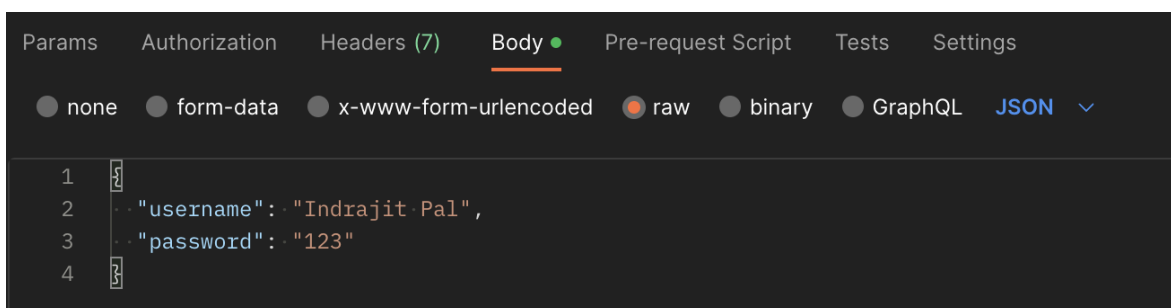 Params Authorization Headers (7) Body Pre-request Script Tests Settings
none form-data x-www-form-urlencoded raw binary GraphQL JSON
1 {
2 "username": "Indrajit Pal",
3 "password": "123"
4 }